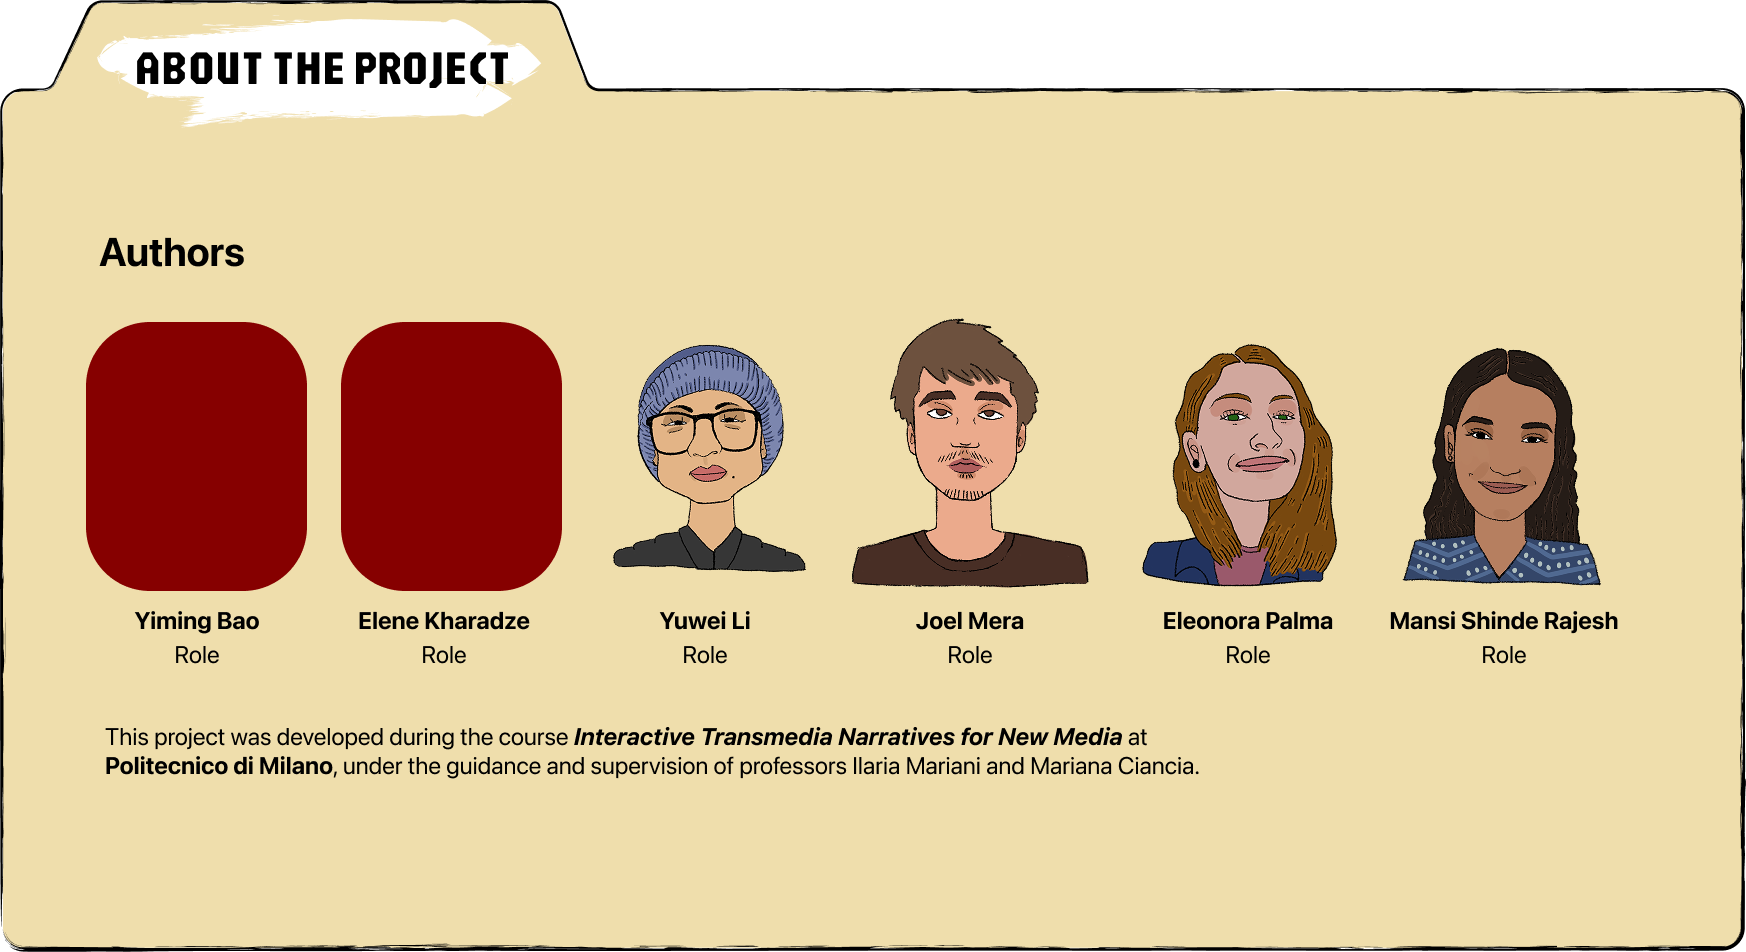 ABOUT THE PROJECT
Authors
Yiming Bao
Role
Elene Kharadze
Role
Yuwei Li
Role
Joel Mera
Role
Eleonora Palma
Role
Mansi Shinde Rajesh
Role
This project was developed during the course Interactive Transmedia Narratives for New Media at
Politecnico di Milano, under the guidance and supervision of professors Ilaria Mariani and Mariana Ciancia.